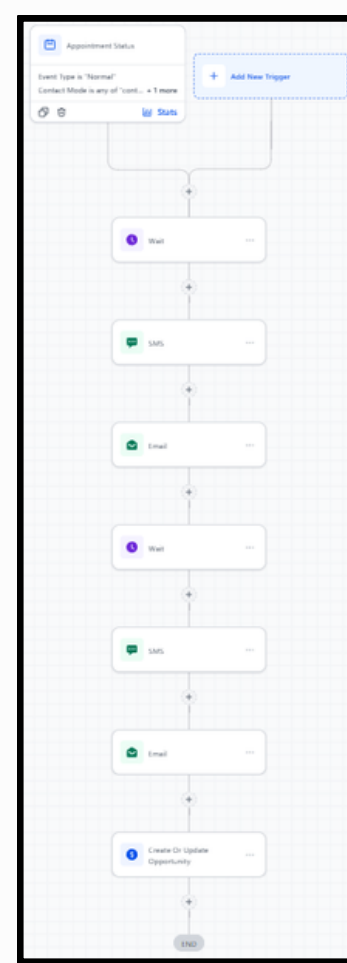 Appointment Status
Event Type is "Normal"
Contact Mode is any of "cont... + 1 more
Stats
Add New Trigger
Wait
SMS
Email
Wait
SMS
Email
Create Or Update
Opportunity
END